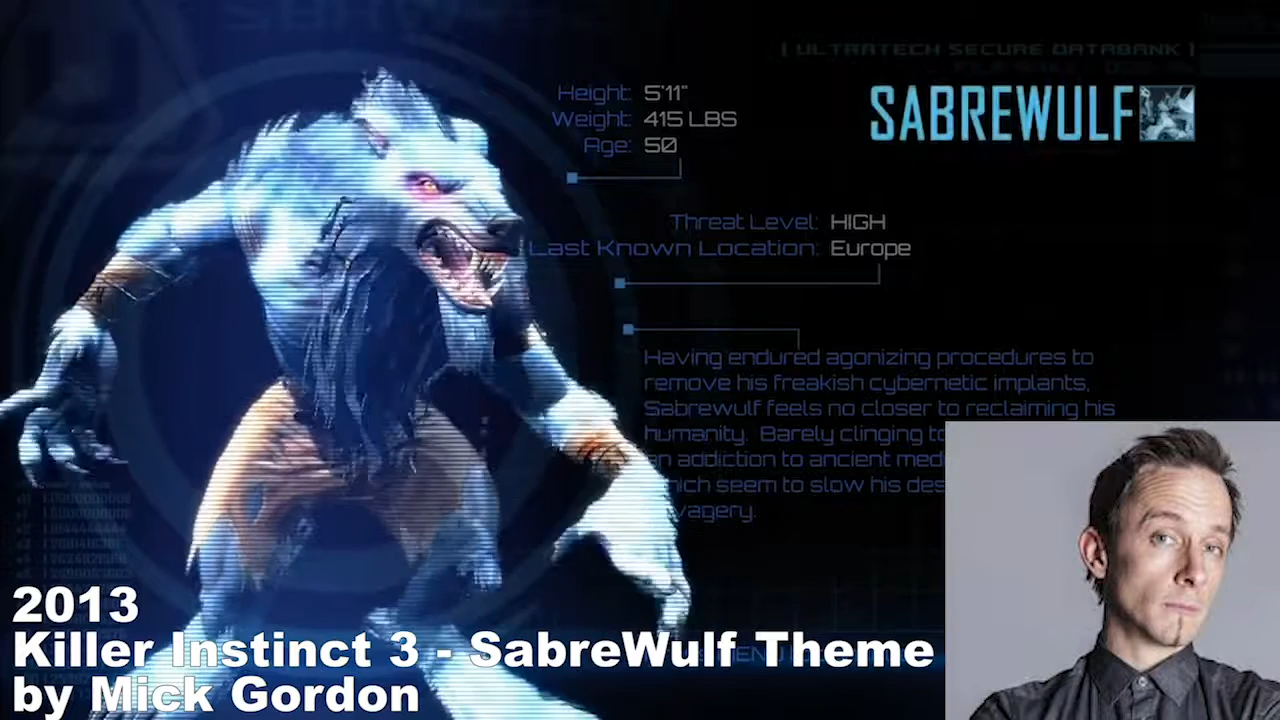 [ ULTRATECH SECURE DATABANK ]
SABREWULF
Height: 5'11"
Weight: 415 LBS
Age: 50
Threat Level: HIGH
Last Known Location: Europe
Having endured agonizing procedures to
remove his freakish cybernetic implants,
Sabrewulf feels no closer to reclaiming his
humanity. Barely clinging to
an addiction to ancient med
which seem to slow his des
vagery.
2013
Killer Instinct 3 - SabreWulf Theme
by Mick Gordon